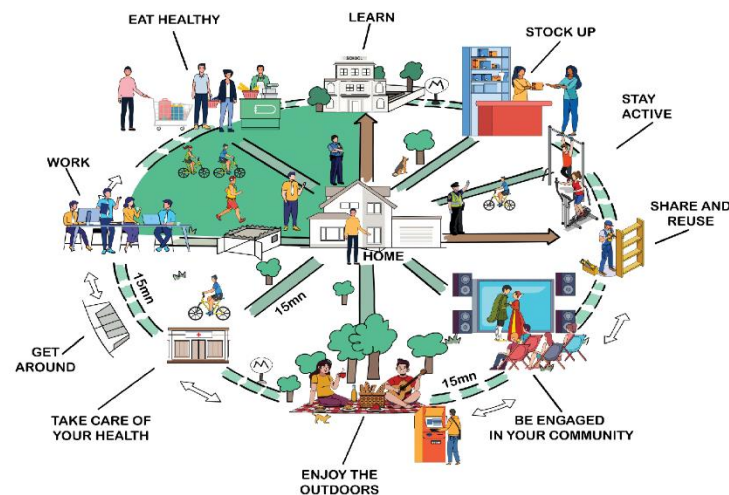 EAT HEALTHY
LEARN
STOCK UP
STAY
ACTIVE
WORK
SCHOOL
M
SHARE AND
REUSE
HOME
15mn
15mn
GET
AROUND
M
15mn
TAKE CARE OF
YOUR HEALTH
BE ENGAGED
IN YOUR COMMUNITY
ENJOY THE
OUTDOORS